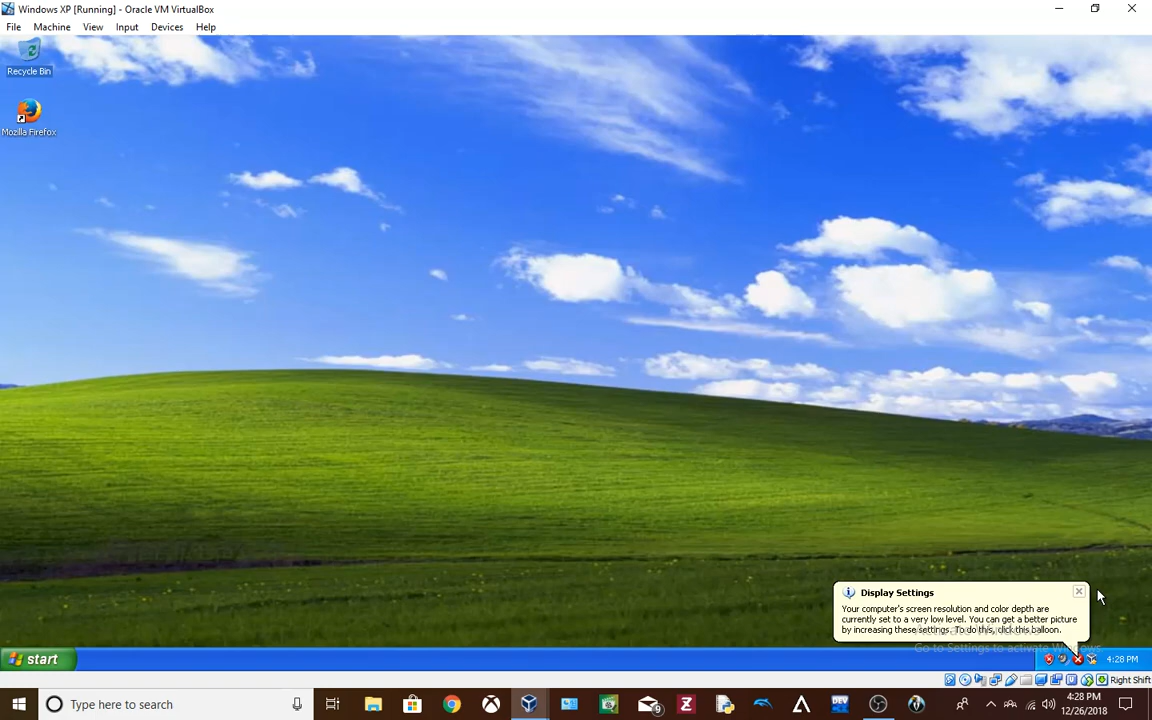 Windows XP [Running] - Oracle VM VirtualBox
File Machine View Input Devices Help
Recycle Bin
Mozilla Firefox
Display Settings
Your computer's screen resolution and color depth are
currently set to a very low level. You can get a better picture
by increasing these settings. To do this, click this balloon.
Go to Settings to activate Windows.
start
4:28 PM
Right Shift
Type here to search
9
Z
DEV
4:28 PM
12/26/2018